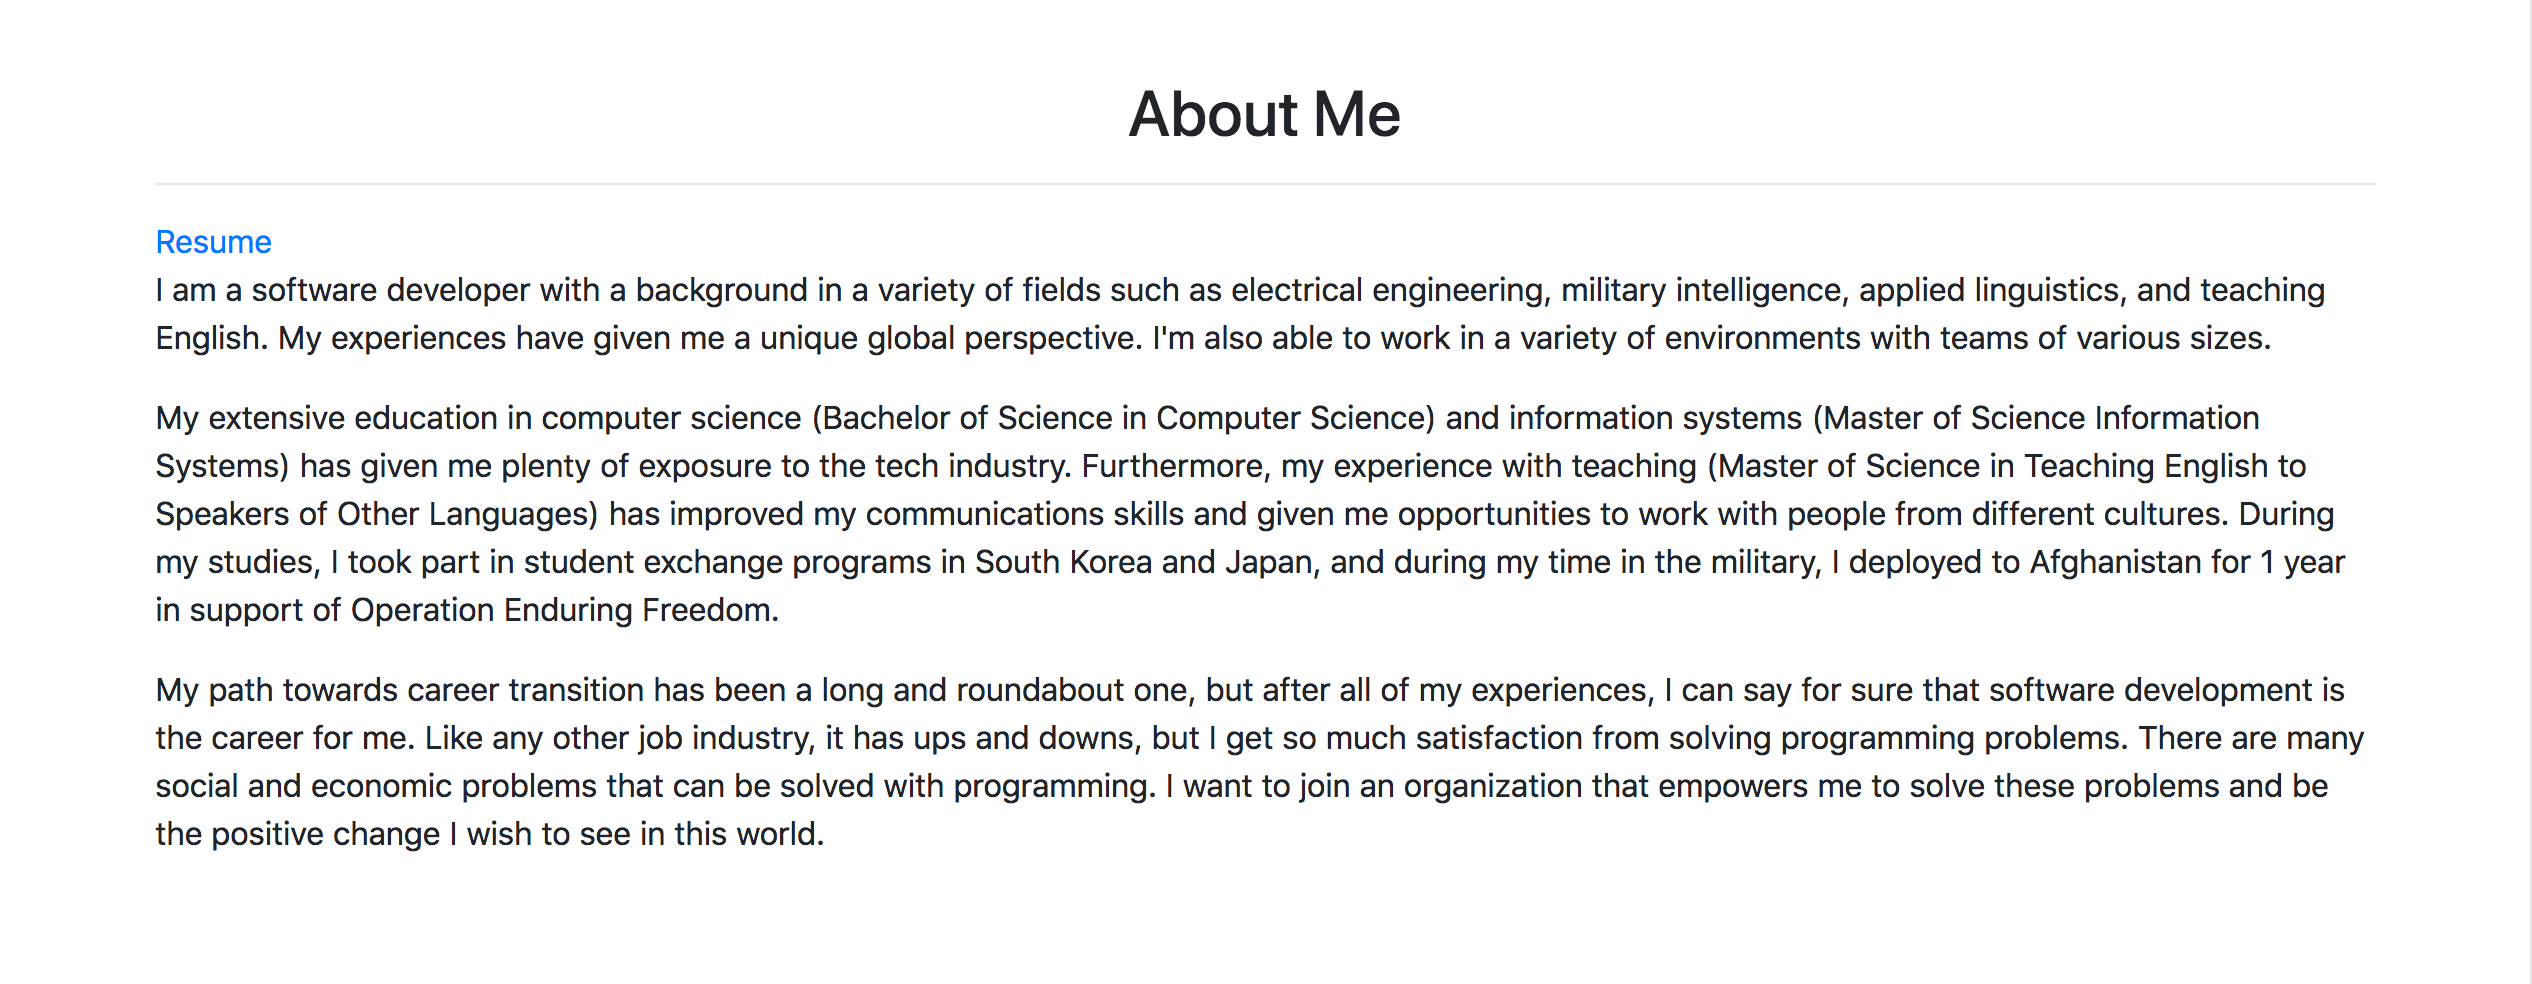 About Me
Resume
I am a software developer with a background in a variety of fields such as electrical engineering, military intelligence, applied linguistics, and teaching
English. My experiences have given me a unique global perspective. I'm also able to work in a variety of environments with teams of various sizes.
My extensive education in computer science (Bachelor of Science in Computer Science) and information systems (Master of Science Information
Systems) has given me plenty of exposure to the tech industry. Furthermore, my experience with teaching (Master of Science in Teaching English to
Speakers of Other Languages) has improved my communications skills and given me opportunities to work with people from different cultures. During
my studies, I took part in student exchange programs in South Korea and Japan, and during my time in the military, I deployed to Afghanistan for 1 year
in support of Operation Enduring Freedom.
My path towards career transition has been a long and roundabout one, but after all of my experiences, I can say for sure that software development is
the career for me. Like any other job industry, it has ups and downs, but I get so much satisfaction from solving programming problems. There are many
social and economic problems that can be solved with programming. I want to join an organization that empowers me to solve these problems and be
the positive change I wish to see in this world.